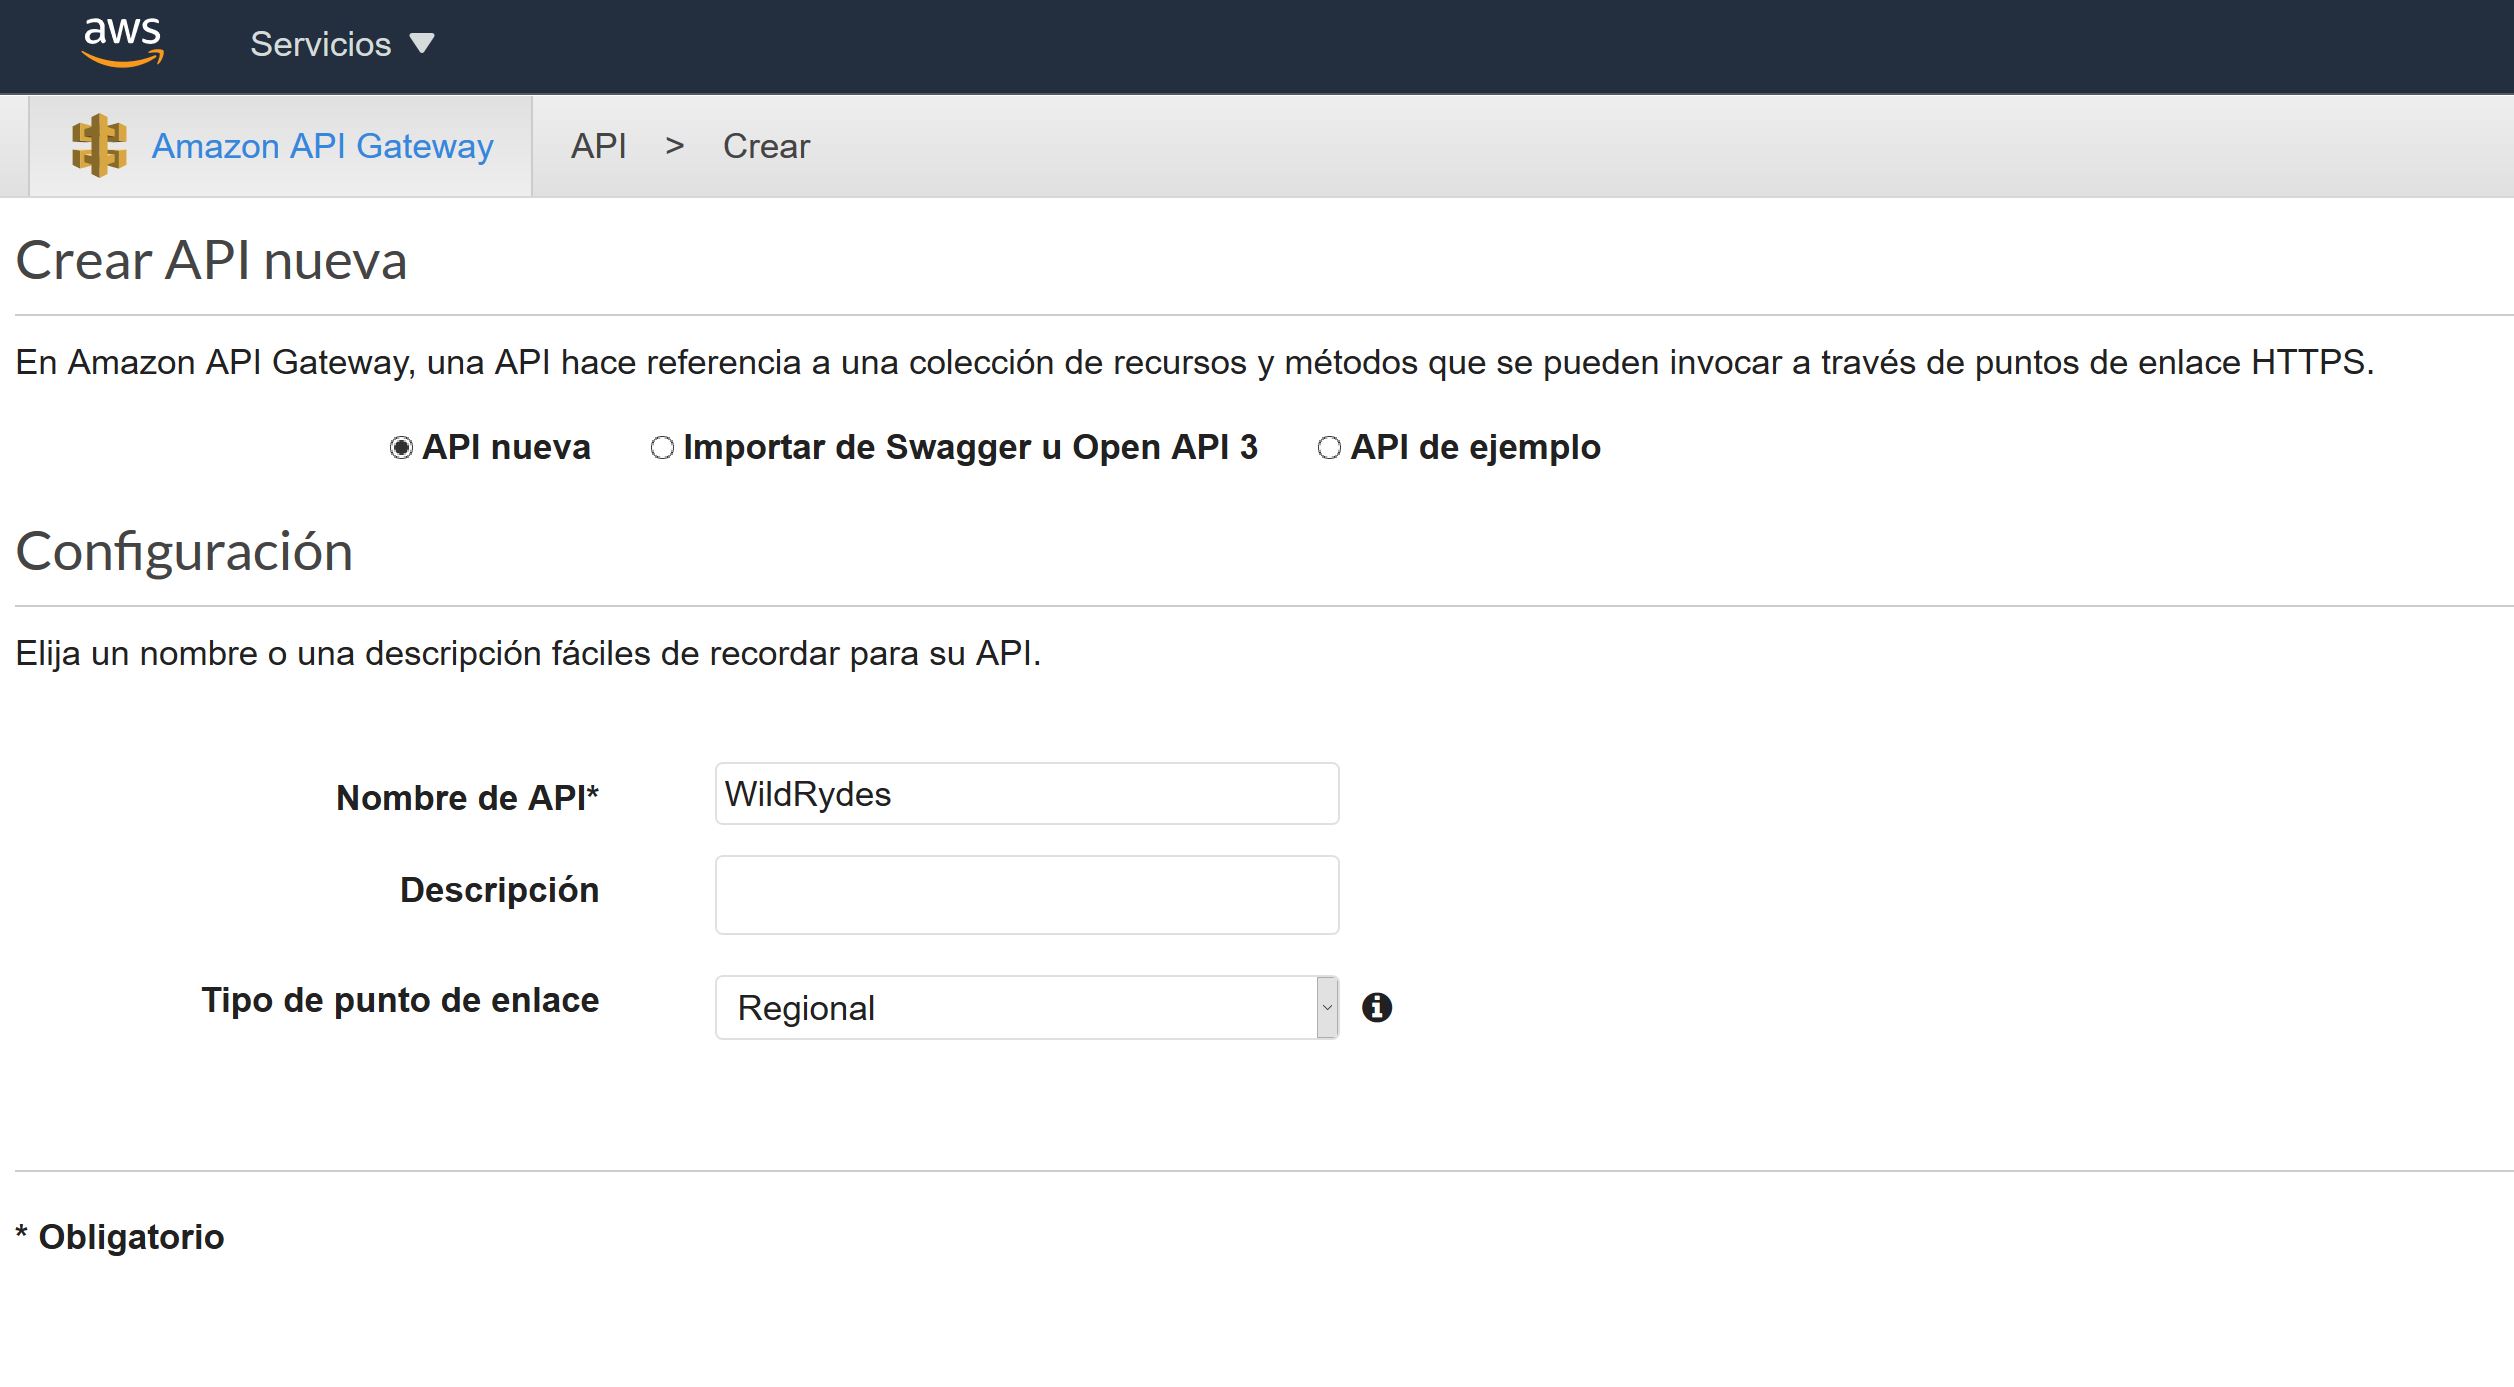 aws
Servicios
Amazon API Gateway
API > Crear
Crear API nueva
En Amazon API Gateway, una API hace referencia a una colección de recursos y métodos que se pueden invocar a través de puntos de enlace HTTPS.
API nueva
Importar de Swagger u Open API 3
API de ejemplo
Configuración
Elija un nombre o una descripción fáciles de recordar para su API.
Nombre de API* WildRydes
Descripción
Tipo de punto de enlace Regional
* Obligatorio